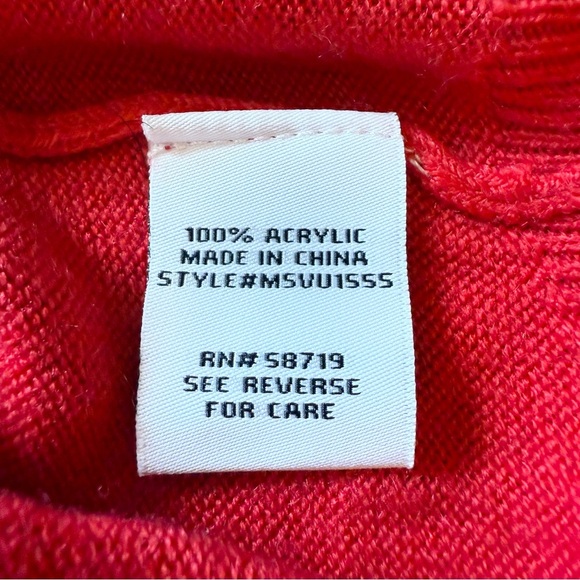 100% ACRYLIC
MADE IN CHINA
STYLE#MSVU1555
RN# 58719
SEE REVERSE
FOR CARE